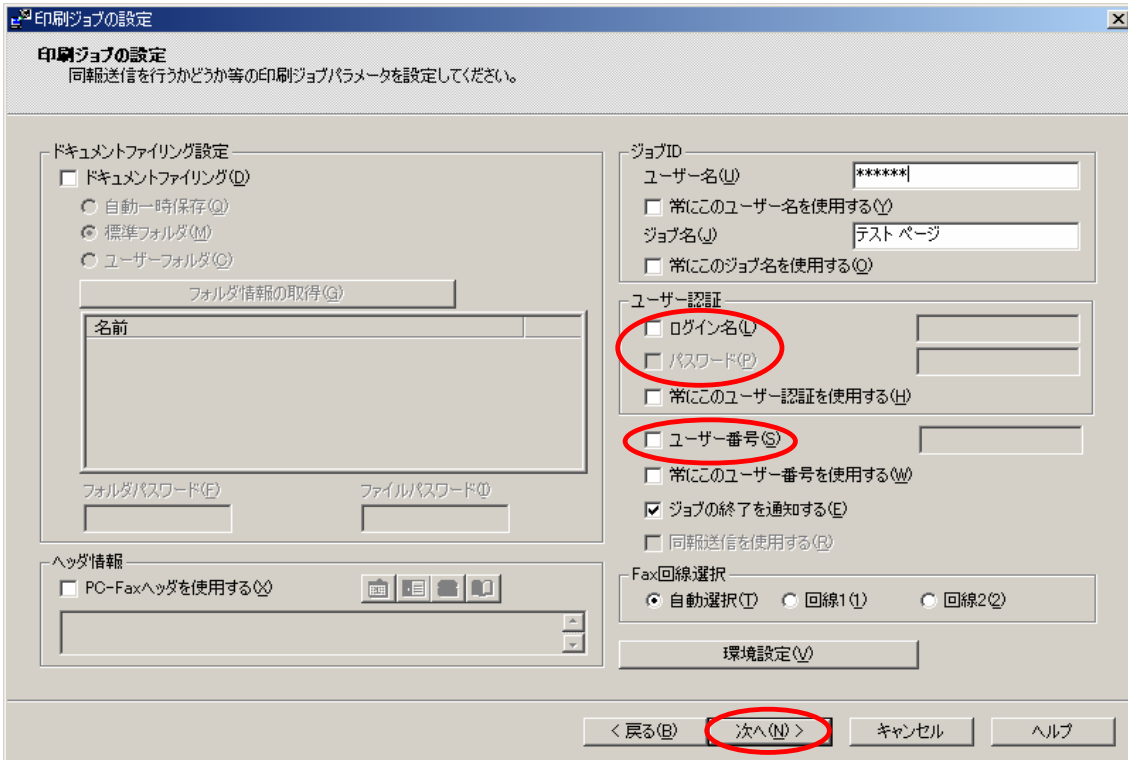 印刷ジョブの設定
印刷ジョブの設定
同報送信を行うかどうか等の印刷ジョブパラメータを設定してください。
ドキュメントファイリング設定
ドキュメントファイリング(D)
自動一時保存(Q)
標準フォルダ(M)
ユーザーフォルダ(C)
フォルダ情報の取得(G)
名前
フォルダパスワード(F)
ファイルパスワード(I)
ヘッダ情報
PC-Faxヘッダを使用する(X)
ジョブID
ユーザー名(U)
******
常にこのユーザー名を使用する(Y)
ジョブ名(J)
テスト ページ
常にこのジョブ名を使用する(O)
ユーザー認証
ログイン名(L)
パスワード(P)
常にこのユーザー認証を使用する(H)
ユーザー番号(S)
常にこのユーザー番号を使用する(W)
ジョブの終了を通知する(E)
同報送信を使用する(R)
Fax回線選択
自動選択(T) 回線1(1) 回線2(2)
環境設定(V)
< 戻る(B) 次へ(N) > キャンセル ヘルプ